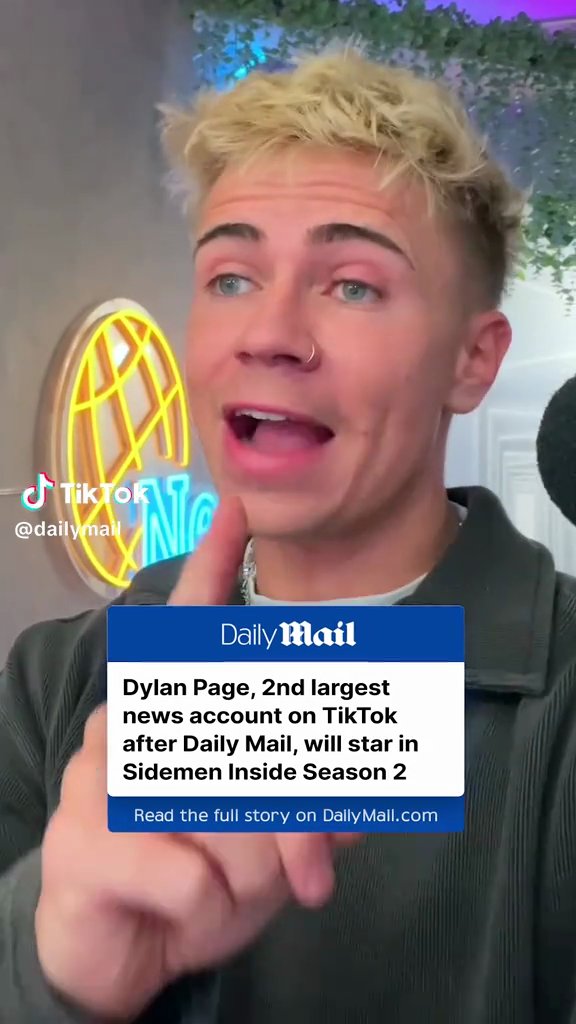 TikTok
@dailymail
Ne
Daily Mail
Dylan Page, 2nd largest
news account on TikTok
after Daily Mail, will star in
Sidemen Inside Season 2
Read the full story on DailyMail.com